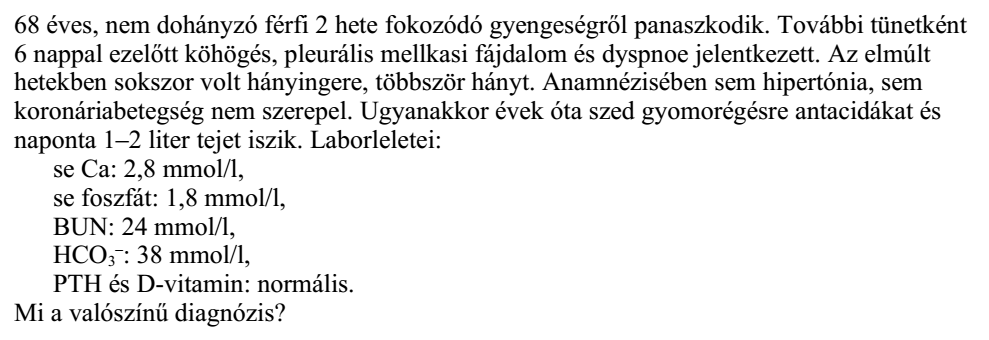 68 éves, nem dohányzó férfi 2 hete fokozódó gyengeségről panaszkodik. További tünetként
6 nappal ezelőtt köhögés, pleurális mellkasi fájdalom és dyspnoe jelentkezett. Az elmúlt
hetekben sokszor volt hányingere, többször hányt. Anamnézisében sem hipertónia, sem
koronáriabetegség nem szerepel. Ugyanakkor évek óta szed gyomorégésre antacidákat és
naponta 1–2 liter tejet iszik. Laborleletei:
se Ca: 2,8 mmol/l,
se foszfát: 1,8 mmol/l,
BUN: 24 mmol/l,
HCO₃⁻: 38 mmol/l,
PTH és D-vitamin: normális.
Mi a valószínű diagnózis?